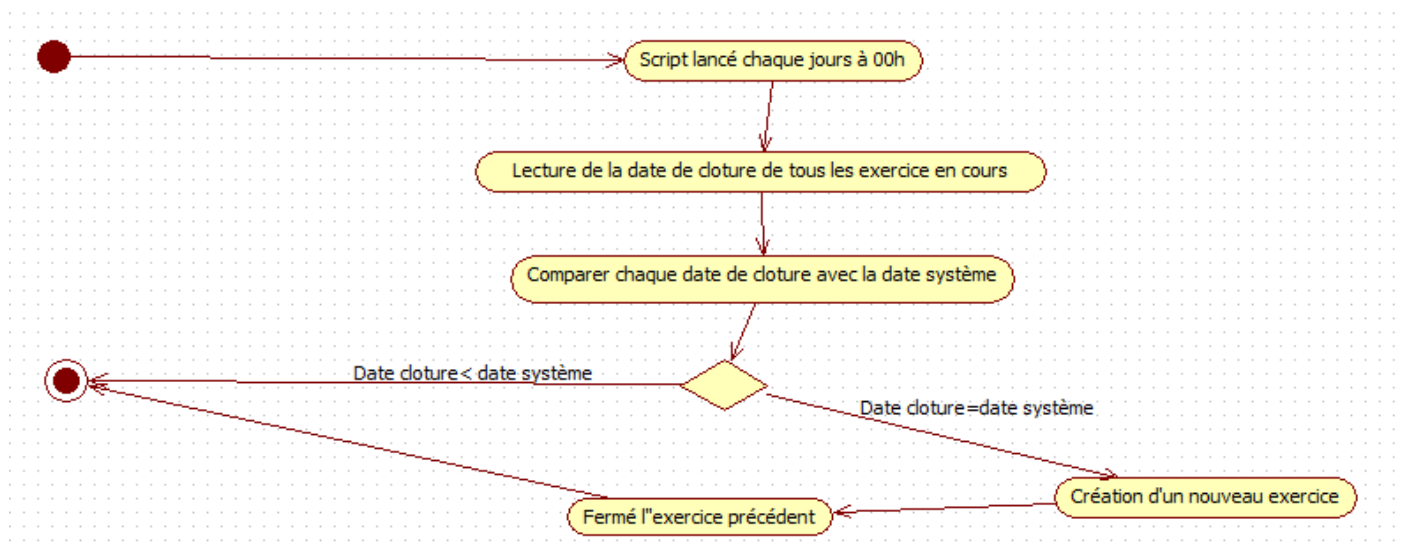 Script lancé chaque jours à 00h
Lecture de la date de cloture de tous les exercice en cours
Comparer chaque date de cloture avec la date système
Date cloture< date système
Date cloture=date système
Création d'un nouveau exercice
Fermé l"exercice précédent